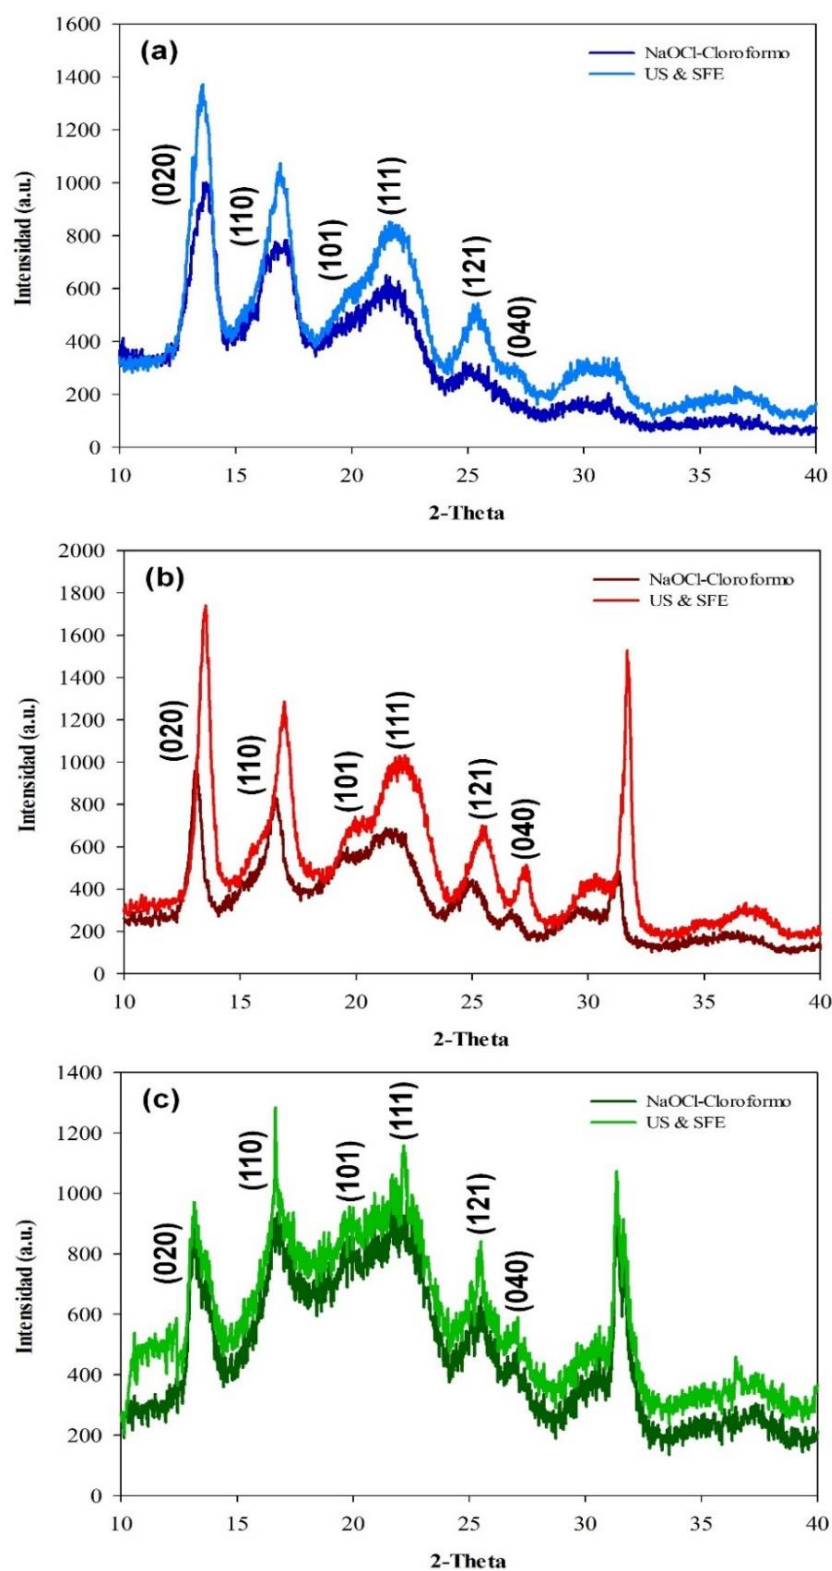 (a)
NaOCl-Cloroformo
US & SFE
(020)
(110)
(101)
(111)
(121)
(040)
Intensidad (a.u.)
1600
1400
1200
1000
800
600
400
200
0
10 15 20 25 30 35 40
2-Theta
(b)
NaOCl-Cloroformo
US & SFE
(020)
(110)
(101)
(111)
(121)
(040)
Intensidad (a.u.)
2000
1800
1600
1400
1200
1000
800
600
400
200
0
10 15 20 25 30 35 40
2-Theta
(c)
NaOCl-Cloroformo
US & SFE
(020)
(110)
(101)
(111)
(121)
(040)
Intensidad (a.u.)
1400
1200
1000
800
600
400
200
0
10 15 20 25 30 35 40
2-Theta